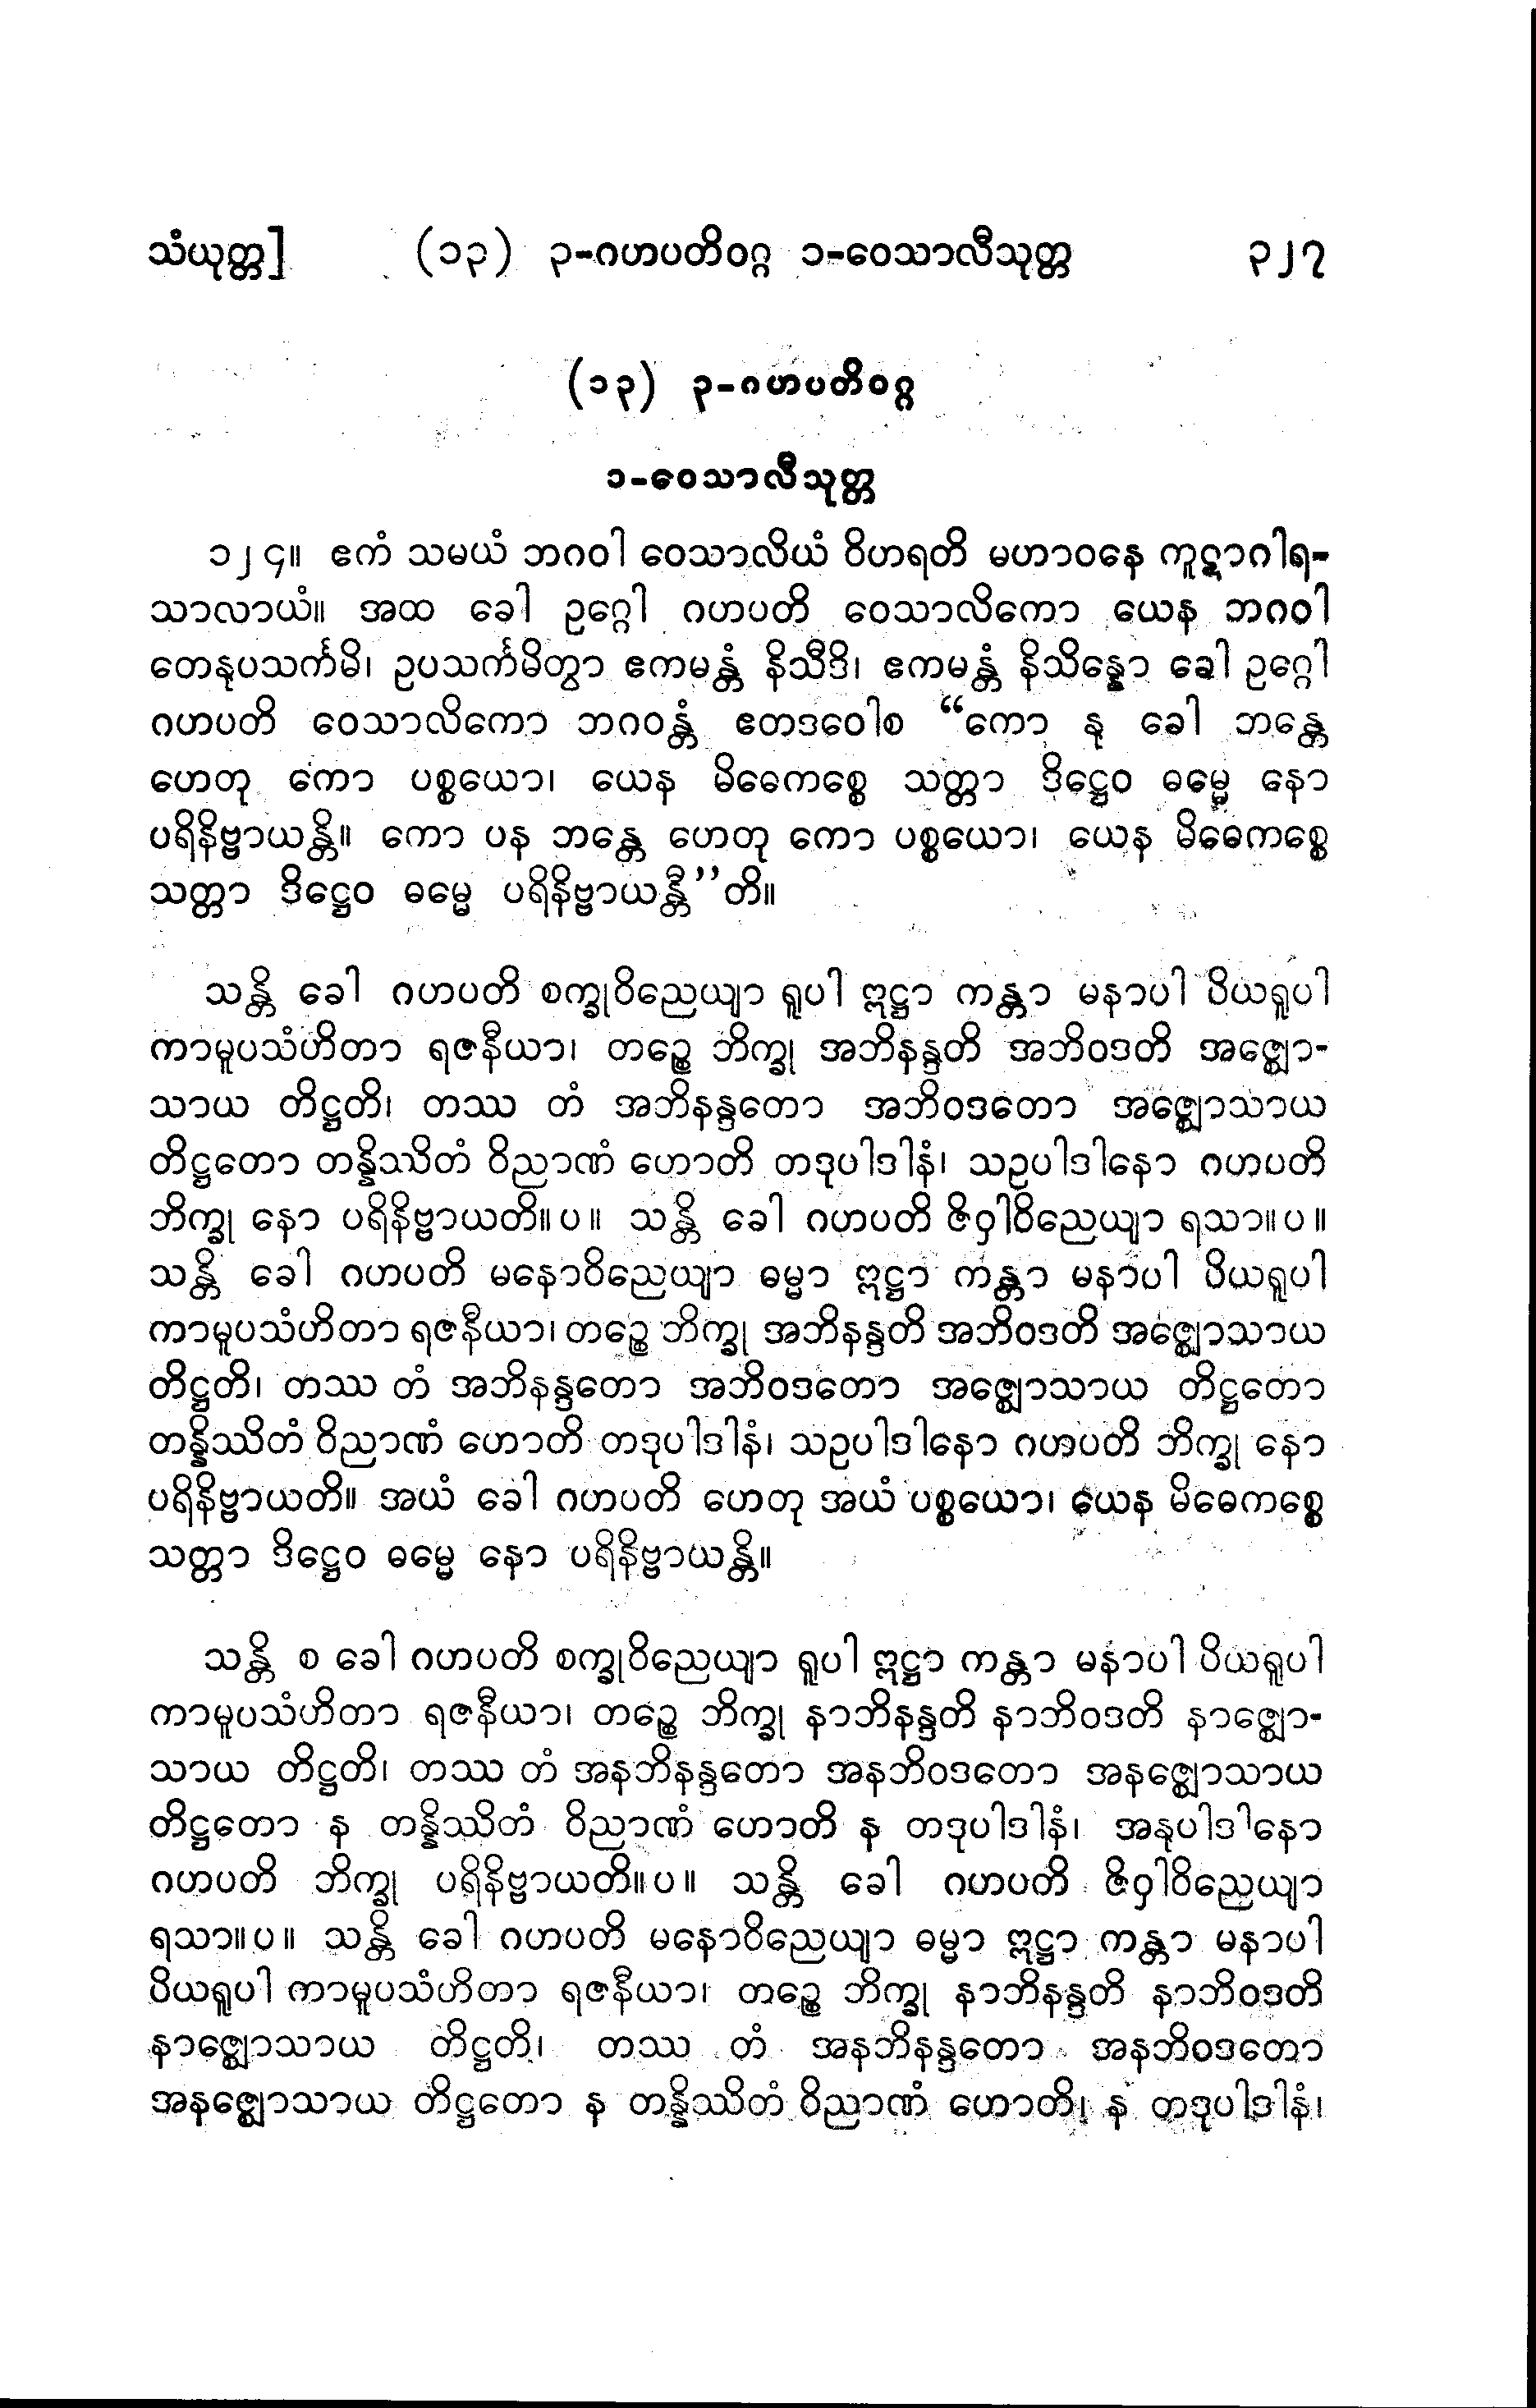 သံယုတ္တ] (၁၃) ၃-ဂဟပတိဝဂ္ဂ ၁-ဝေသာလီသုတ္တ ၃၂၇
(၁၃) ၃-ဂဟပတိဝဂ္ဂ
၁-ဝေသာလီသုတ္တ
၁၂၄။ ဧကံ သမယံ ဘဂဝါ ဝေသာလိယံ ဝိဟရတိ မဟာဝနေ ကူဋာဂါရ-
သာလာယံ။ အထ ခေါ ဥဂ္ဂေါ ဂဟပတိ ဝေသာလိကော ယေန ဘဂဝါ
တေနုပသင်္ကမိ၊ ဥပသင်္ကမိတွာ ဧကမန္တံ နိသီဒိ၊ ဧကမန္တံ နိသိန္နော ခေါ ဥဂ္ဂေါ
ဂဟပတိ ဝေသာလိကော ဘဂဝန္တံ ဧတဒဝေါစ “ကော နု ခေါ ဘန္တေ
ဟေတု ကော ပစ္စယော၊ ယေန မိဓေကစ္စေ သတ္တာ ဒိဋ္ဌေဝ ဓမ္မေ နော
ပရိနိဗ္ဗာယန္တိ။ ကော ပန ဘန္တေ ဟေတု ကော ပစ္စယော၊ ယေန မိဓေကစ္စေ
သတ္တာ ဒိဋ္ဌေဝ ဓမ္မေ ပရိနိဗ္ဗာယန္တီ”တိ။
သန္တိ ခေါ ဂဟပတိ စက္ခုဝိညေယျာ ရူပါ ဣဋ္ဌာ ကန္တာ မနာပါ ပိယရူပါ
ကာမူပသံဟိတာ ရဇနီယာ၊ တဉ္စေ ဘိက္ခု အဘိနန္ဒတိ အဘိဝဒတိ အဇ္ဈော-
သာယ တိဋ္ဌတိ၊ တဿ တံ အဘိနန္ဒတော အဘိဝဒတော အဇ္ဈောသာယ
တိဋ္ဌတော တန္နိဿိတံ ဝိညာဏံ ဟောတိ တဒုပါဒါနံ၊ သဥပါဒါနော ဂဟပတိ
ဘိက္ခု နော ပရိနိဗ္ဗာယတိ။ပ။ သန္တိ ခေါ ဂဟပတိ ဇိဝှါဝိညေယျာ ရသာ။ပ။
သန္တိ ခေါ ဂဟပတိ မနောဝိညေယျာ ဓမ္မာ ဣဋ္ဌာ ကန္တာ မနာပါ ပိယရူပါ
ကာမူပသံဟိတာ ရဇနီယာ၊ တဉ္စေ ဘိက္ခု အဘိနန္ဒတိ အဘိဝဒတိ အဇ္ဈောသာယ
တိဋ္ဌတိ၊ တဿ တံ အဘိနန္ဒတော အဘိဝဒတော အဇ္ဈောသာယ တိဋ္ဌတော
တန္နိဿိတံ ဝိညာဏံ ဟောတိ တဒုပါဒါနံ၊ သဥပါဒါနော ဂဟပတိ ဘိက္ခု နော
ပရိနိဗ္ဗာယတိ။ အယံ ခေါ ဂဟပတိ ဟေတု အယံ ပစ္စယော၊ ယေန မိဓေကစ္စေ
သတ္တာ ဒိဋ္ဌေဝ ဓမ္မေ နော ပရိနိဗ္ဗာယန္တိ။
သန္တိ စ ခေါ ဂဟပတိ စက္ခုဝိညေယျာ ရူပါ ဣဋ္ဌာ ကန္တာ မနာပါ ပိယရူပါ
ကာမူပသံဟိတာ ရဇနီယာ၊ တဉ္စေ ဘိက္ခု နာဘိနန္ဒတိ နာဘိဝဒတိ နာဇ္ဈော-
သာယ တိဋ္ဌတိ၊ တဿ တံ အနဘိနန္ဒတော အနဘိဝဒတော အနဇ္ဈောသာယ
တိဋ္ဌတော န တန္နိဿိတံ ဝိညာဏံ ဟောတိ န တဒုပါဒါနံ၊ အနုပါဒါနော
ဂဟပတိ ဘိက္ခု ပရိနိဗ္ဗာယတိ။ပ။ သန္တိ ခေါ ဂဟပတိ ဇိဝှါဝိညေယျာ
ရသာ။ပ။ သန္တိ ခေါ ဂဟပတိ မနောဝိညေယျာ ဓမ္မာ ဣဋ္ဌာ ကန္တာ မနာပါ
ပိယရူပါ ကာမူပသံဟိတာ ရဇနီယာ၊ တဉ္စေ ဘိက္ခု နာဘိနန္ဒတိ နာဘိဝဒတိ
နာဇ္ဈောသာယ တိဋ္ဌတိ၊ တဿ တံ အနဘိနန္ဒတော အနဘိဝဒတော
အနဇ္ဈောသာယ တိဋ္ဌတော န တန္နိဿိတံ ဝိညာဏံ ဟောတိ၊ န တဒုပါဒါနံ၊